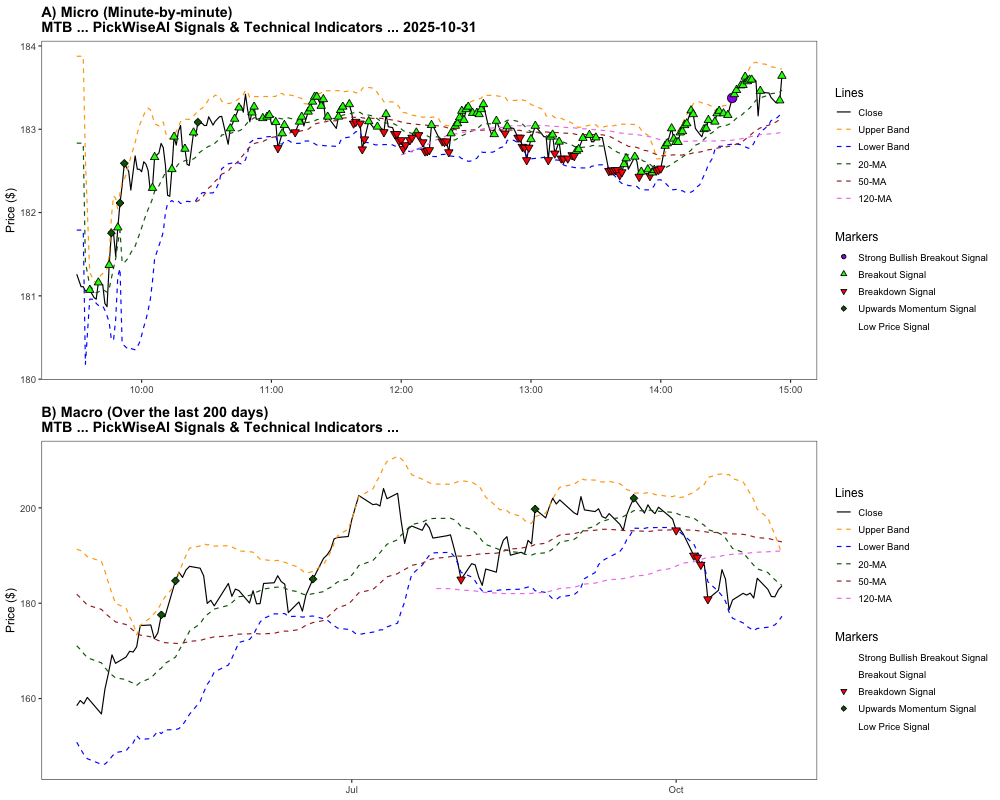 A) Micro (Minute-by-minute)
MTB ... PickWiseAI Signals & Technical Indicators ... 2025-10-31
184
183
182
181
180
Price ($)
10:00
11:00
12:00
13:00
14:00
15:00
Lines
Close
Upper Band
Lower Band
20-MA
50-MA
120-MA
Markers
Strong Bullish Breakout Signal
Breakout Signal
Breakdown Signal
Upwards Momentum Signal
Low Price Signal
B) Macro (Over the last 200 days)
MTB ... PickWiseAI Signals & Technical Indicators ...
200
180
160
Price ($)
Jul
Oct
Lines
Close
Upper Band
Lower Band
20-MA
50-MA
120-MA
Markers
Strong Bullish Breakout Signal
Breakout Signal
Breakdown Signal
Upwards Momentum Signal
Low Price Signal